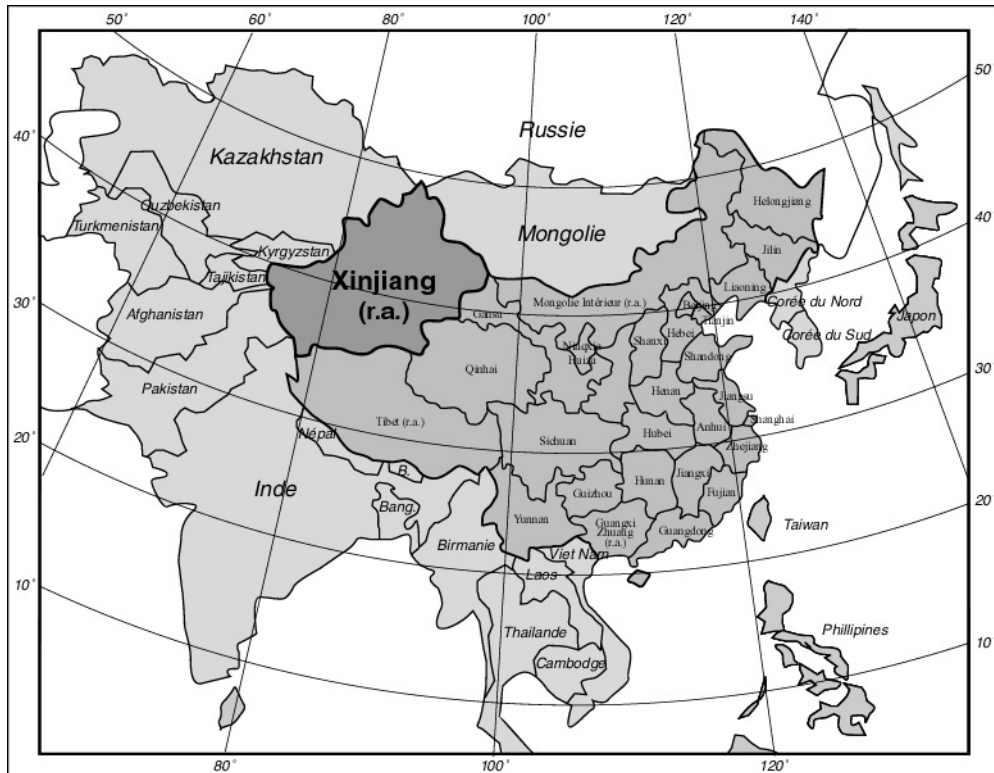 50°
60°
80°
100°
120°
140°
50°
40°
Russie
Kazakhstan
Helongjiang
Ouzbekistan
Turkmenistan
Mongolie
40°
Kyrgyzstan
Jilin
Tajikistan
Xinjiang
(r.a.)
Liaoning
30°
Mongolie Intérieur (r.a.)
Beijing
Corée du Nord
Afghanistan
Gansu
Tianjin
Japon
Hebei
Corée du Sud
Shanxi
Ningxia
Huizu
Shandong
Qinhai
30°
Pakistan
Henan
Jiangsu
Shanghai
20°
Népal
Tibet (r.a.)
Hubei
Anhui
Sichuan
Zhejiang
B.
Jiangxi
Inde
Hunan
Guizhou
Fujian
20°
Bang.
Yunnan
Guangxi
Zhuang
(r.a.)
Guangdong
Taiwan
Birmanie
Viet Nam
Laos
10°
Thaïlande
Phillipines
10°
Cambodge
80°
100°
120°